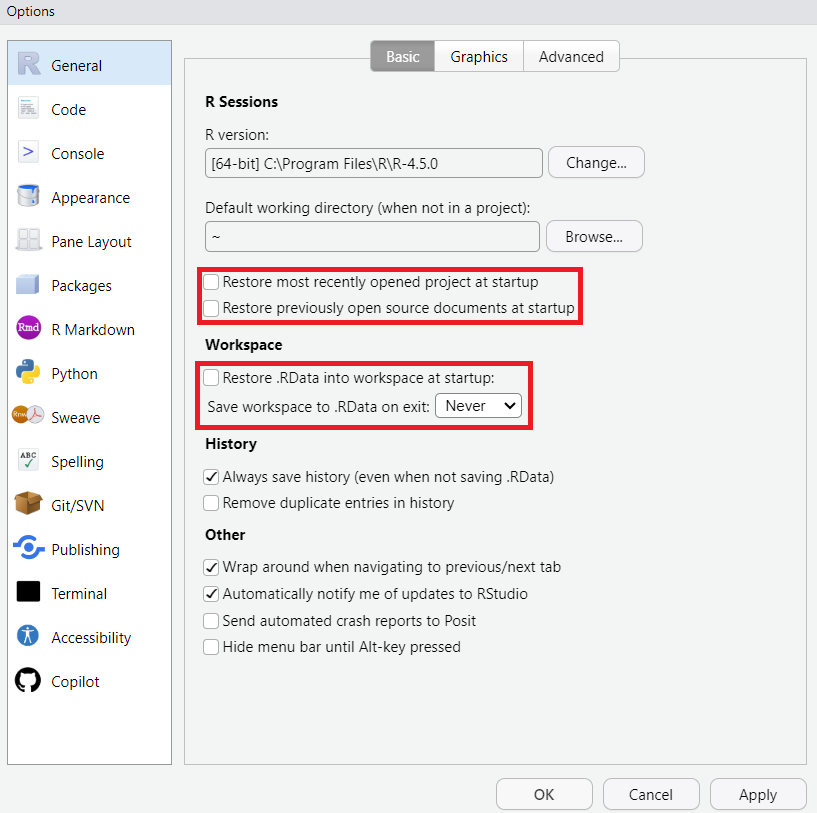 Options
General
Code
Console
Appearance
Pane Layout
Packages
Rmd R Markdown
Python
Rnw Sweave
ABC Spelling
Git/SVN
Publishing
Terminal
Accessibility
Copilot
Basic Graphics Advanced
R Sessions
R version:
[64-bit] C:\Program Files\R\R-4.5.0 Change...
Default working directory (when not in a project):
~ Browse...
Restore most recently opened project at startup
Restore previously open source documents at startup
Workspace
Restore .RData into workspace at startup:
Save workspace to .RData on exit: Never
History
Always save history (even when not saving .RData)
Remove duplicate entries in history
Other
Wrap around when navigating to previous/next tab
Automatically notify me of updates to RStudio
Send automated crash reports to Posit
Hide menu bar until Alt-key pressed
OK Cancel Apply